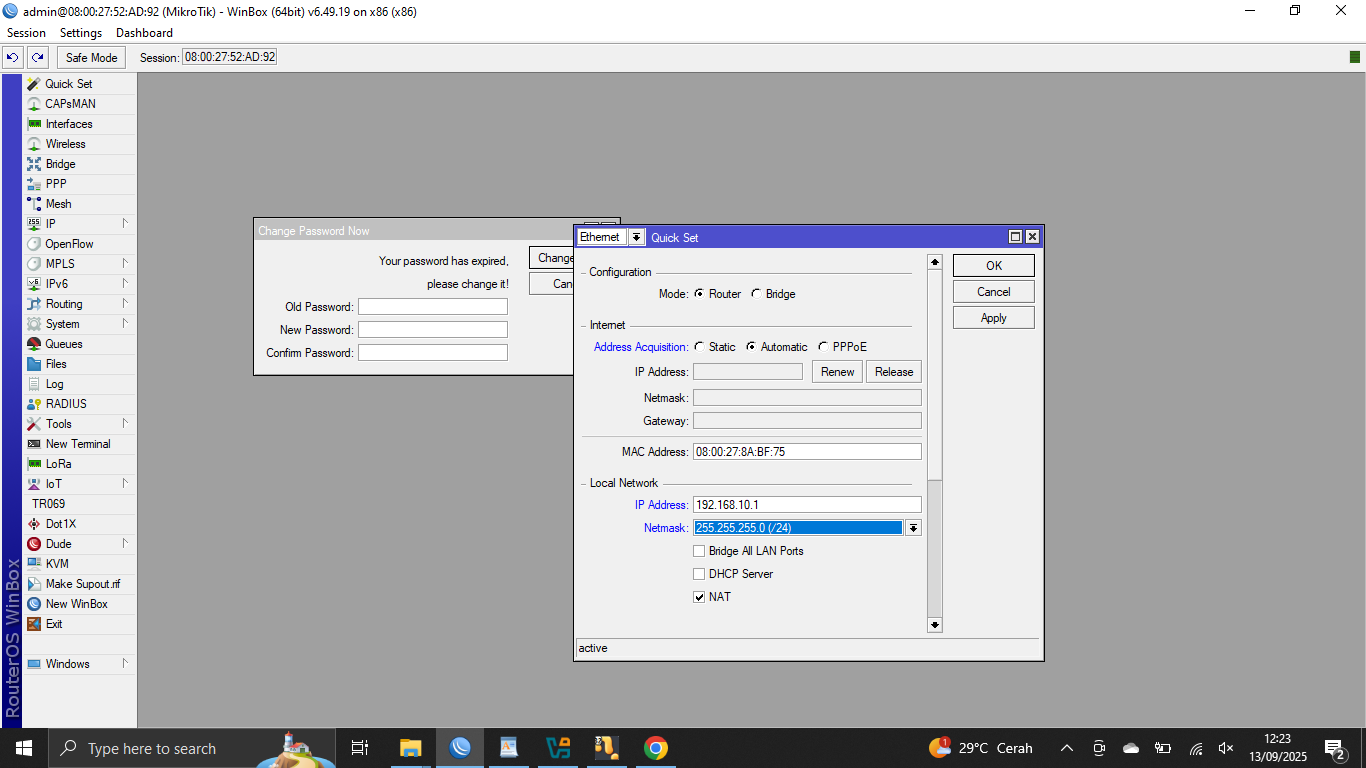 admin@08:00:27:52:AD:92 (MikroTik) - WinBox (64bit) v6.49.19 on x86 (x86)
Session Settings Dashboard
Safe Mode Session: 08:00:27:52:AD:92
Quick Set
CAPsMAN
Interfaces
Wireless
Bridge
PPP
Mesh
IP
OpenFlow
MPLS
IPv6
Routing
System
Queues
Files
Log
RADIUS
Tools
New Terminal
LoRa
IoT
TR069
Dot1X
Dude
KVM
Make Supout.rif
New WinBox
Exit
Windows
RouterOS WinBox
Change Password Now
Your password has expired,
please change it!
Old Password:
New Password:
Confirm Password:
Change
Can
Ethernet Quick Set
Configuration
Mode: Router Bridge
Internet
Address Acquisition: Static Automatic PPPoE
IP Address: Renew Release
Netmask:
Gateway:
MAC Address: 08:00:27:8A:BF:75
Local Network
IP Address: 192.168.10.1
Netmask: 255.255.255.0 (/24)
Bridge All LAN Ports
DHCP Server
NAT
OK
Cancel
Apply
active
Type here to search
1
29°C Cerah
12:23
13/09/2025
2